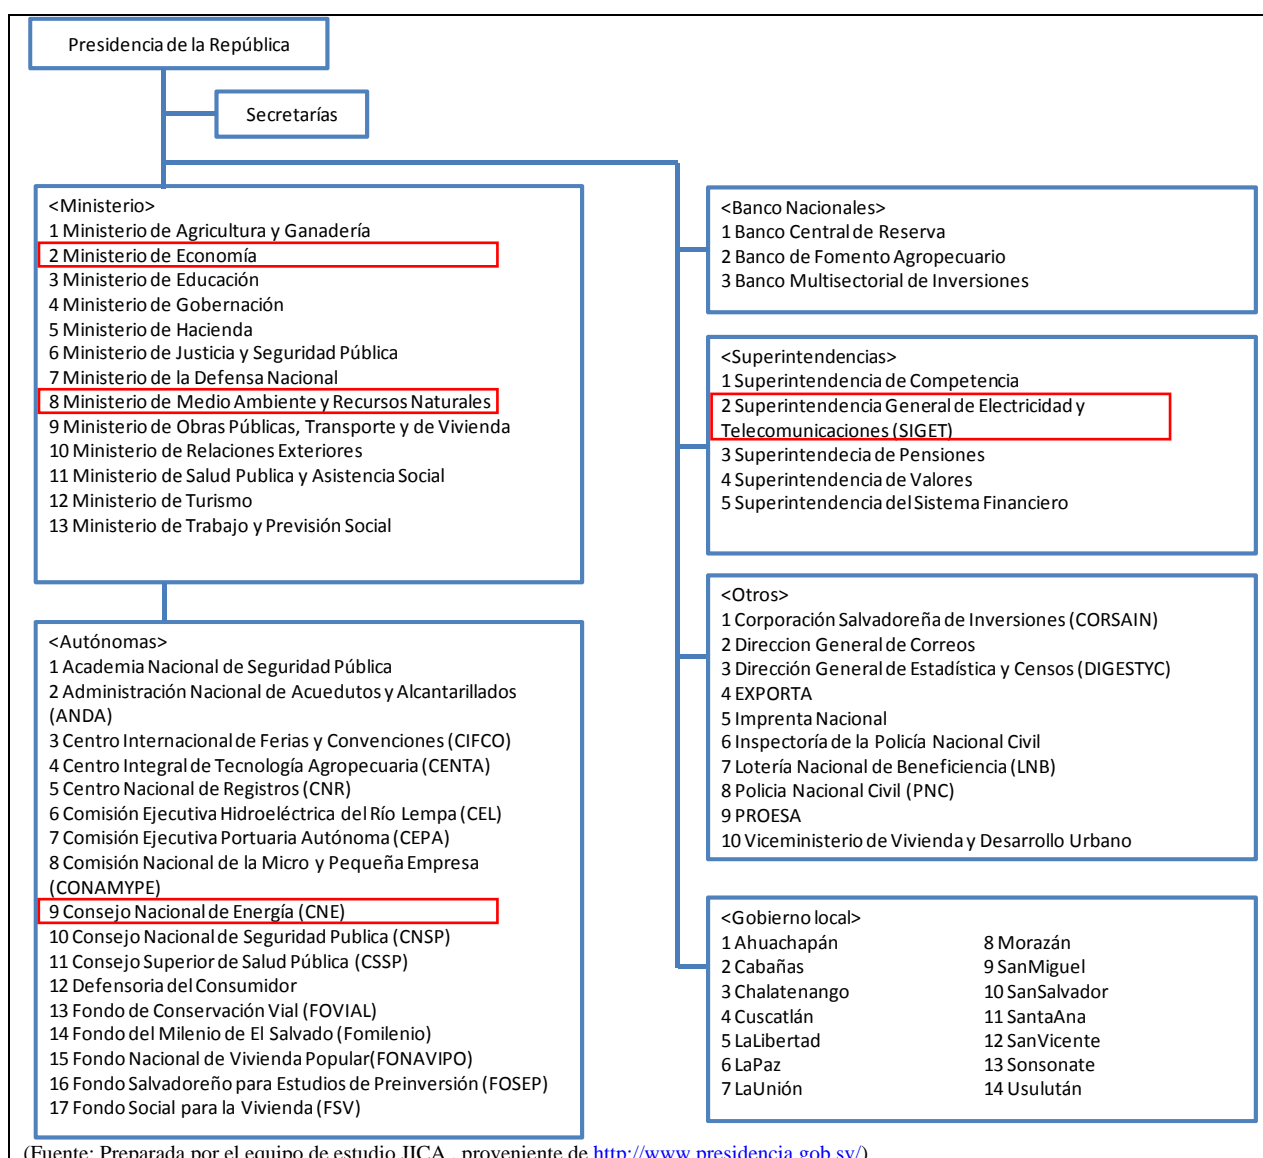 Presidencia de la República
Secretarías
<Ministerio>
1 Ministerio de Agricultura y Ganadería
2 Ministerio de Economía
3 Ministerio de Educación
4 Ministerio de Gobernación
5 Ministerio de Hacienda
6 Ministerio de Justicia y Seguridad Pública
7 Ministerio de la Defensa Nacional
8 Ministerio de Medio Ambiente y Recursos Naturales
9 Ministerio de Obras Públicas, Transporte y de Vivienda
10 Ministerio de Relaciones Exteriores
11 Ministerio de Salud Publica y Asistencia Social
12 Ministerio de Turismo
13 Ministerio de Trabajo y Previsión Social
<Autónomas>
1 Academia Nacional de Seguridad Pública
2 Administración Nacional de Acuedutos y Alcantarillados
(ANDA)
3 Centro Internacional de Ferias y Convenciones (CIFCO)
4 Centro Integral de Tecnología Agropecuaria (CENTA)
5 Centro Nacional de Registros (CNR)
6 Comisión Ejecutiva Hidroeléctrica del Río Lempa (CEL)
7 Comisión Ejecutiva Portuaria Autónoma (CEPA)
8 Comisión Nacional de la Micro y Pequeña Empresa
(CONAMYPE)
9 Consejo Nacional de Energía (CNE)
10 Consejo Nacional de Seguridad Publica (CNSP)
11 Consejo Superior de Salud Pública (CSSP)
12 Defensoria del Consumidor
13 Fondo de Conservación Vial (FOVIAL)
14 Fondo del Milenio de El Salvado (Fomilenio)
15 Fondo Nacional de Vivienda Popular(FONAVIPO)
16 Fondo Salvadoreño para Estudios de Preinversión (FOSEP)
17 Fondo Social para la Vivienda (FSV)
<Banco Nacionales>
1 Banco Central de Reserva
2 Banco de Fomento Agropecuario
3 Banco Multisectorial de Inversiones
<Superintendencias>
1 Superintendencia de Competencia
2 Superintendencia General de Electricidad y
Telecomunicaciones (SIGET)
3 Superintendecia de Pensiones
4 Superintendencia de Valores
5 Superintendencia del Sistema Financiero
<Otros>
1 Corporación Salvadoreña de Inversiones (CORSAIN)
2 Direccion General de Correos
3 Dirección General de Estadística y Censos (DIGESTYC)
4 EXPORTA
5 Imprenta Nacional
6 Inspectoría de la Policía Nacional Civil
7 Lotería Nacional de Beneficiencia (LNB)
8 Policia Nacional Civil (PNC)
9 PROESA
10 Viceministerio de Vivienda y Desarrollo Urbano
<Gobierno local>
1 Ahuachapán
2 Cabañas
3 Chalatenango
4 Cuscatlán
5 LaLibertad
6 LaPaz
7 LaUnión
8 Morazán
9 SanMiguel
10 SanSalvador
11 SantaAna
12 SanVicente
13 Sonsonate
14 Usulután
(Fuente: Preparada por el equipo de estudio JICA , proveniente de http://www.presidencia.gob.sv/)